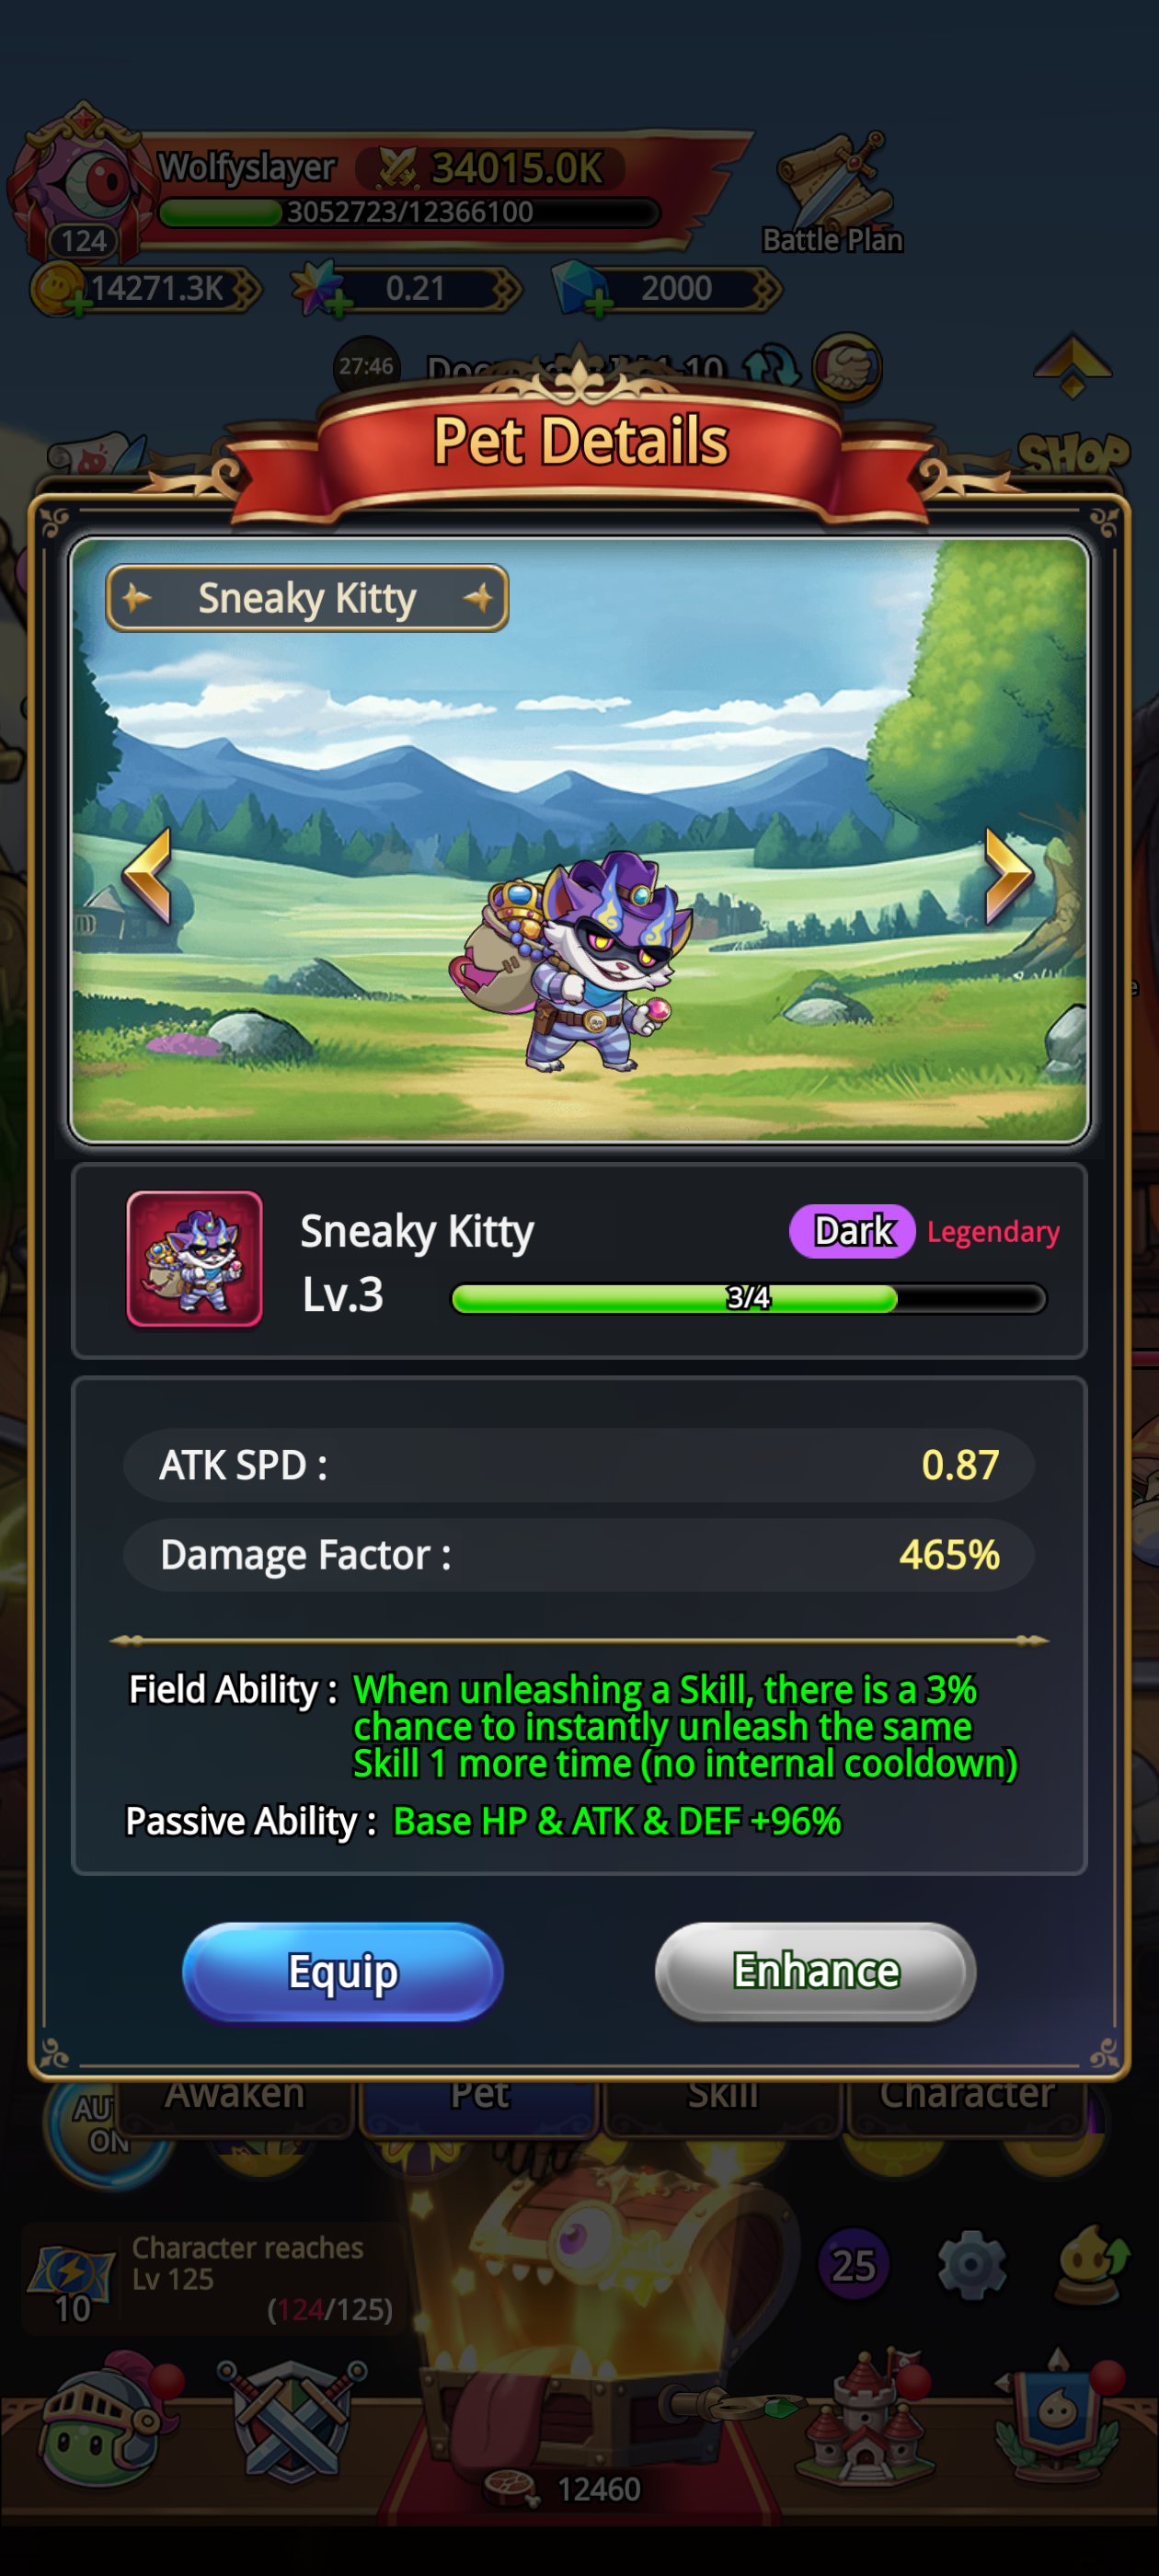 Wolfyslayer
34015.0K
3052723/12366100
124
Battle Plan
14271.3K
0.21
2000
27:46
SHOP
Pet Details
Sneaky Kitty
Sneaky Kitty
Dark
Legendary
Lv.3
3/4
ATK SPD :
0.87
Damage Factor :
465%
Field Ability : When unleashing a Skill, there is a 3%
chance to instantly unleash the same
Skill 1 more time (no internal cooldown)
Passive Ability : Base HP & ATK & DEF +96%
Equip
Enhance
Awaken
Pet
Skill
Character
ON
Character reaches
Lv 125
(124/125)
10
25
12460